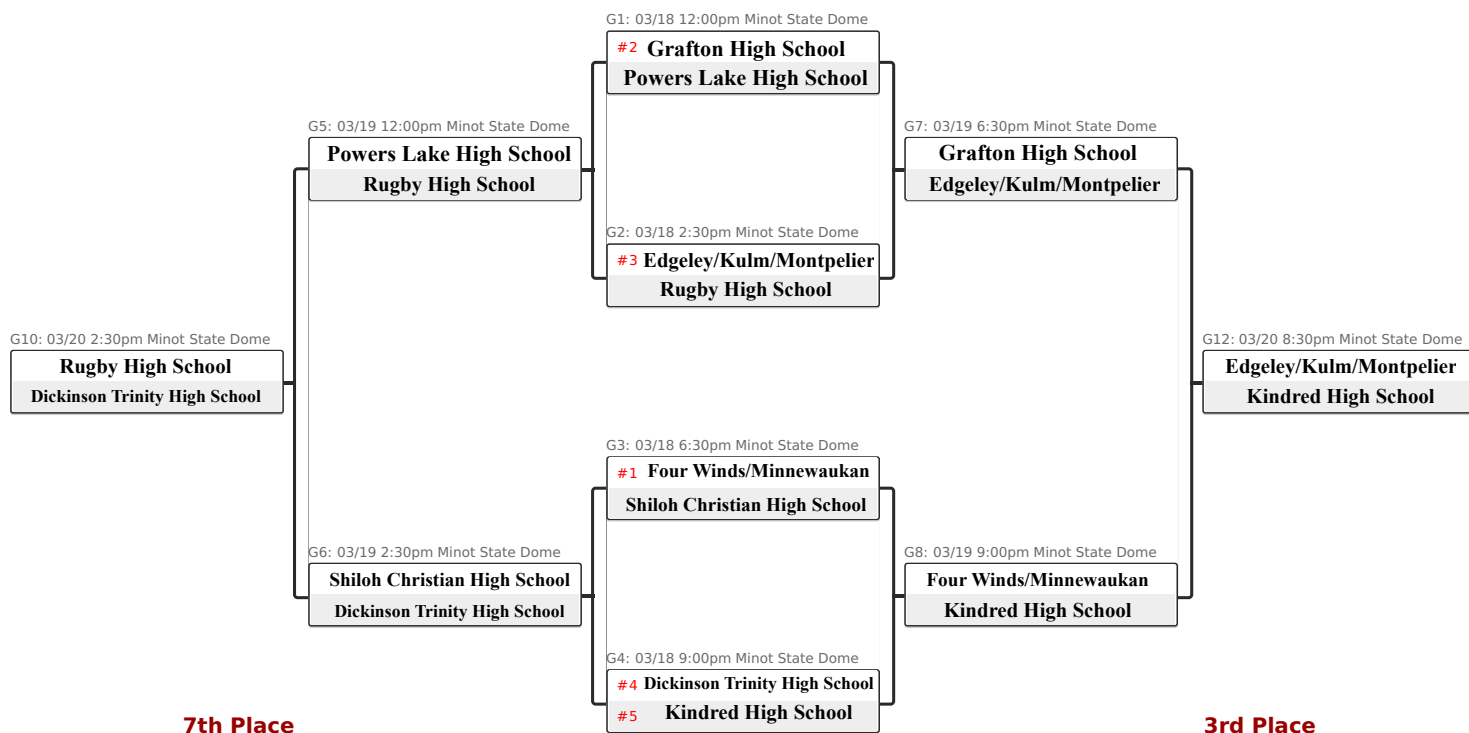 G1: 03/18 12:00pm Minot State Dome
#2 Grafton High School
Powers Lake High School
G5: 03/19 12:00pm Minot State Dome
Powers Lake High School
Rugby High School
G7: 03/19 6:30pm Minot State Dome
Grafton High School
Edgeley/Kulm/Montpelier
G2: 03/18 2:30pm Minot State Dome
#3 Edgeley/Kulm/Montpelier
Rugby High School
G10: 03/20 2:30pm Minot State Dome
Rugby High School
Dickinson Trinity High School
G12: 03/20 8:30pm Minot State Dome
Edgeley/Kulm/Montpelier
Kindred High School
G3: 03/18 6:30pm Minot State Dome
#1 Four Winds/Minnewaukan
Shiloh Christian High School
G6: 03/19 2:30pm Minot State Dome
Shiloh Christian High School
Dickinson Trinity High School
G8: 03/19 9:00pm Minot State Dome
Four Winds/Minnewaukan
Kindred High School
G4: 03/18 9:00pm Minot State Dome
#4 Dickinson Trinity High School
#5 Kindred High School
7th Place
3rd Place